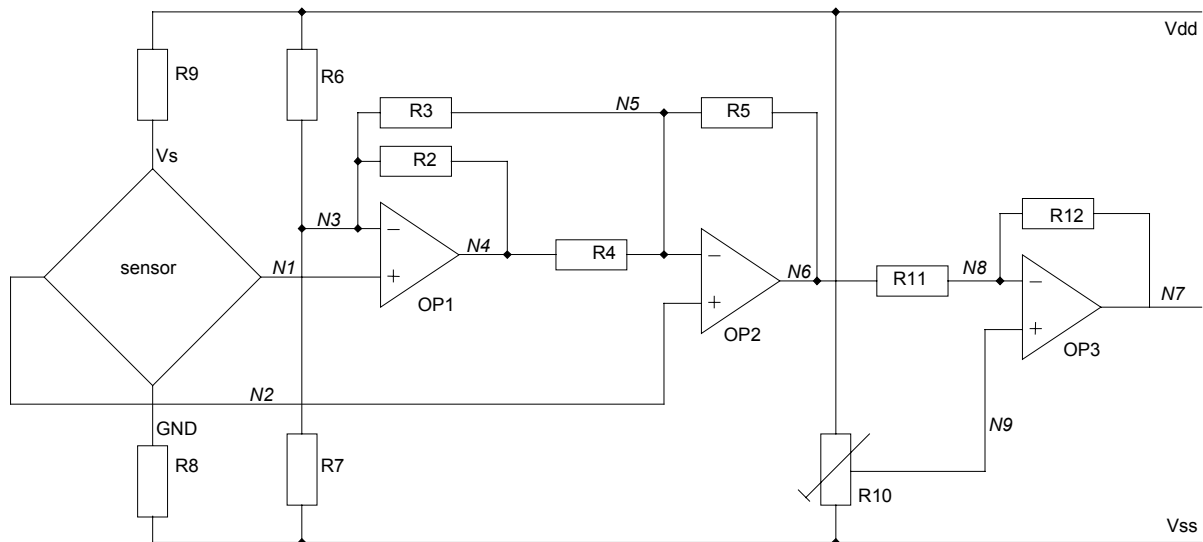 Vdd
R9
R6
R3
N5
R5
Vs
R2
R12
N3
sensor
N1
N4
R4
N6
R11
N8
N7
OP1
OP2
OP3
N2
GND
N9
R8
R7
R10
Vss